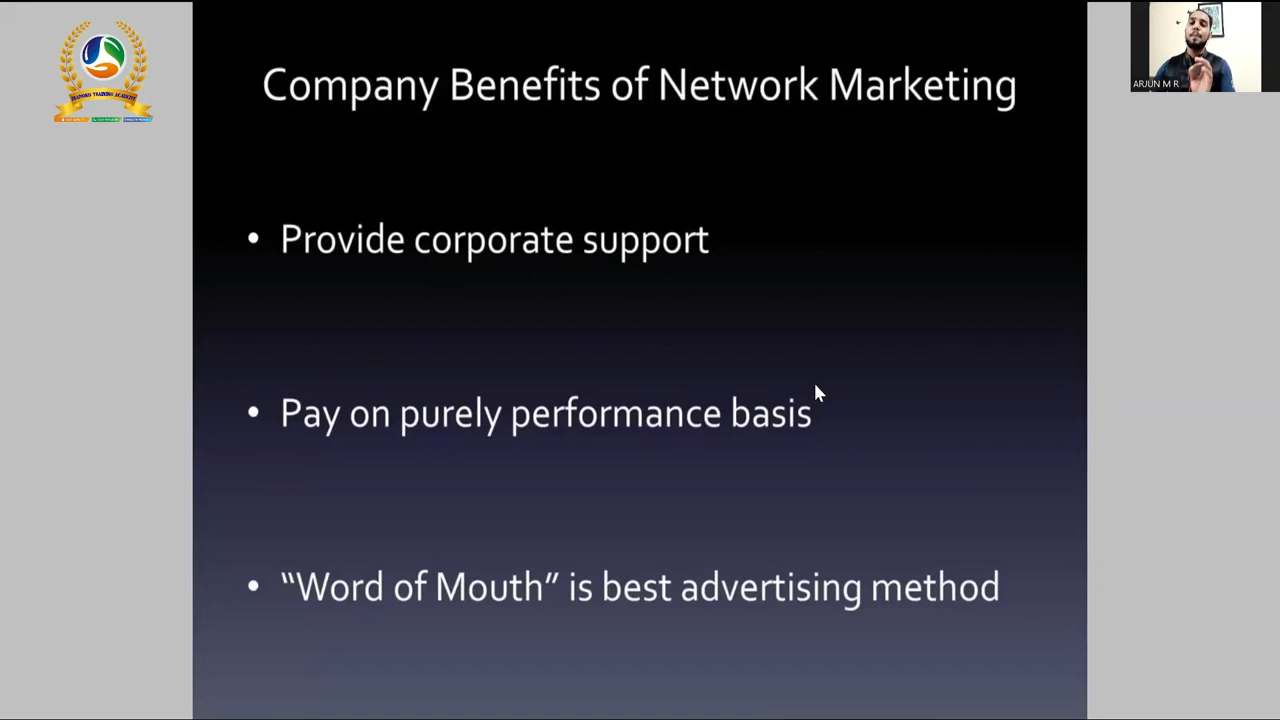 Company Benefits of Network Marketing
ARJUN M R
• Provide corporate support
• Pay on purely performance basis
• “Word of Mouth” is best advertising method